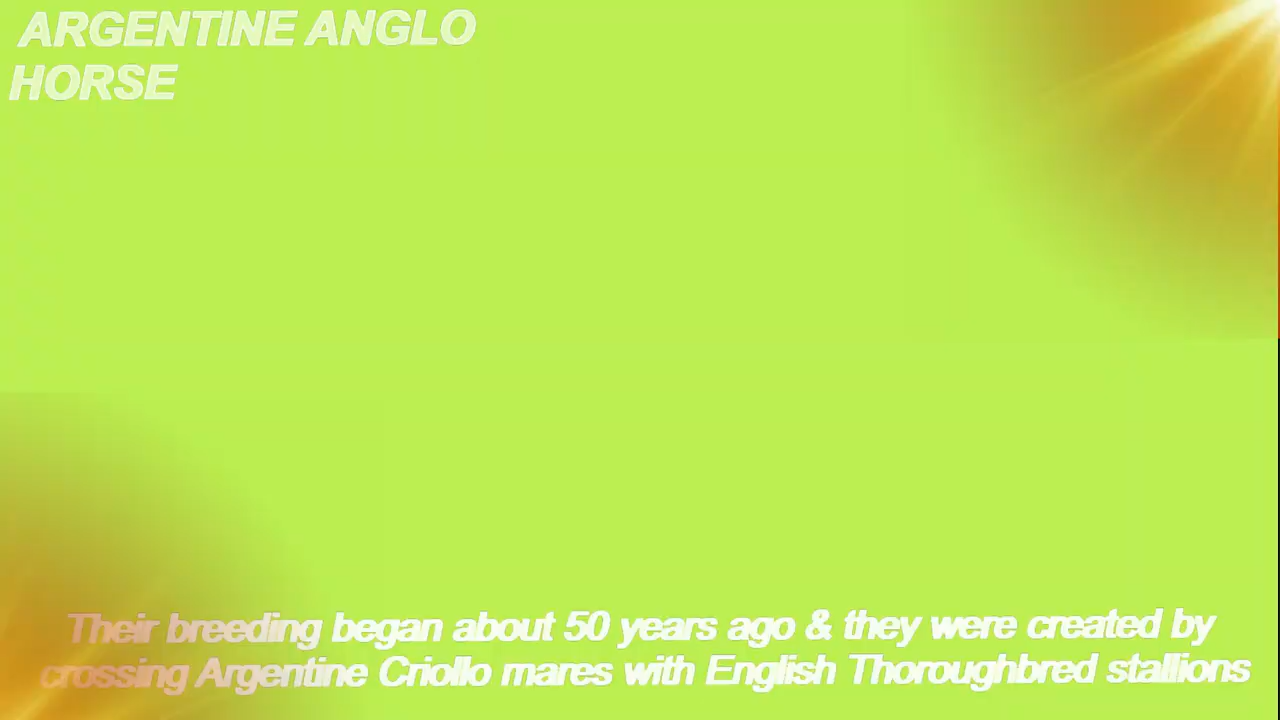 ARGENTINE ANGLO
HORSE
Their breeding began about 50 years ago & they were created by
crossing Argentine Criollo mares with English Thoroughbred stallions